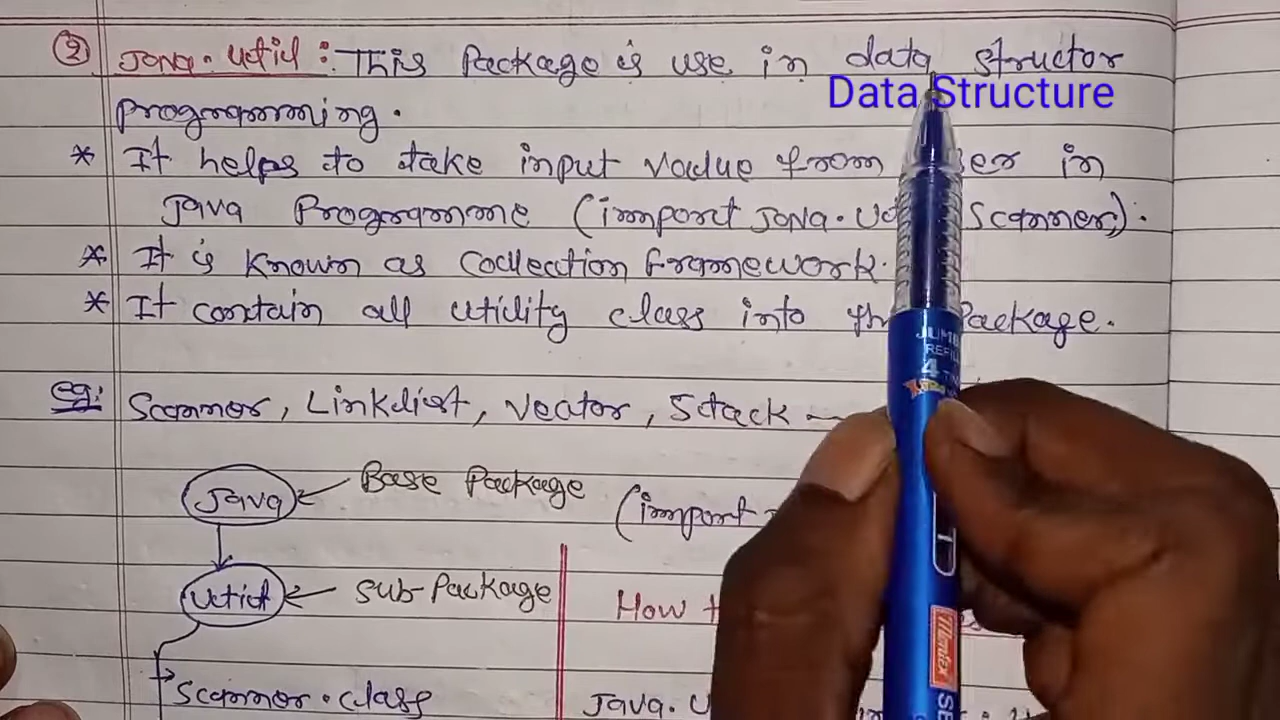 ② Java.util : This Package is use in data structor
Data Structure
Programming.
* It helps to take input value from in
Java Programme (import Java. Scanner;).
* It is known as Collection Framework.
* It contain all utility class into Package.
eg: Scanner, Linklist, Vector, Stack
Java ← Base Package
(import
Util ← Sub-Package
How
Scanner.class
Java.